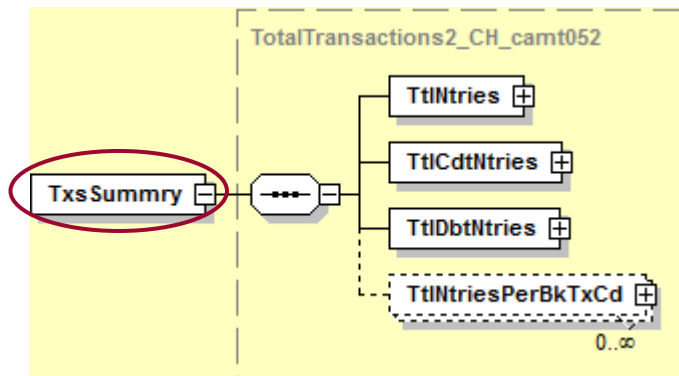 TotalTransactions2_CH_camt052
TtlNtries
TtlCdtNtries
TxsSummry
TtlDbtNtries
TtlNtriesPerBkTxCd
0..∞